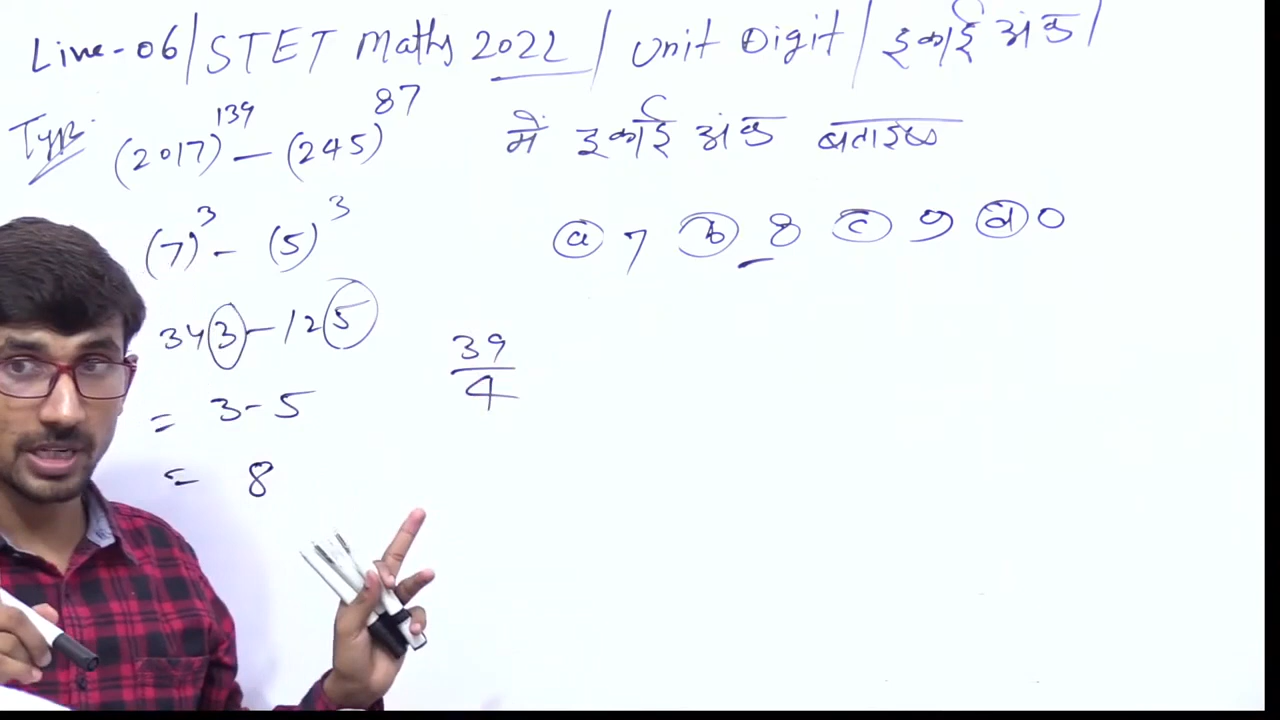 Live-06/STET Maths 2022/Unit Digit/इकाई अंक/
Type (2017)^139 – (245)^87 में इकाई अंक बताइए
(7)^3 – (5)^3 (a) 7 (b) 8 (c) 9 (d) 0
343 – 125
39/4
= 3 - 5
= 8